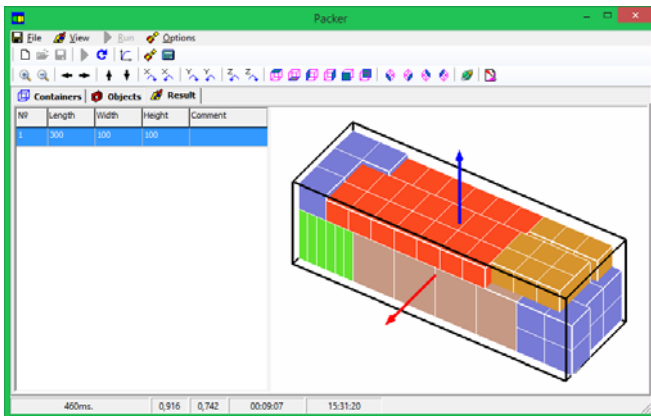 Packer
File View Run Options
Containers Objects Result
№ Length Width Height Comment
1 300 100 100
460ms. 0,916 0,742 00:09:07 15:31:20